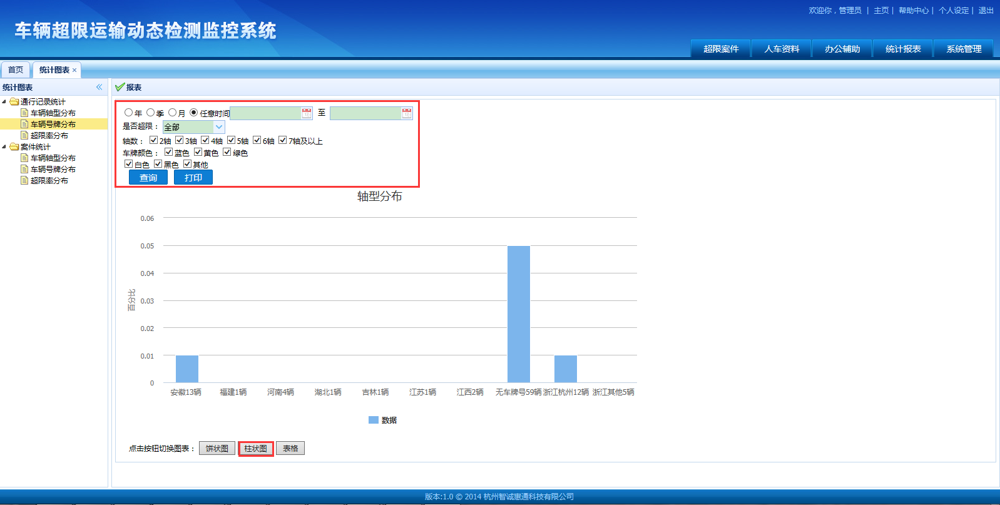 欢迎你，管理员 | 主页 | 帮助中心 | 个人设定 | 退出
车辆超限运输动态检测监控系统
超限案件 人车资料 办公辅助 统计报表 系统管理
首页 统计图表 ×
统计图表 «
通行记录统计
车辆轴型分布
车辆号牌分布
超限率分布
案件统计
车辆轴型分布
车辆号牌分布
超限率分布
报表
年 季 月 任意时间 至
是否超限： 全部
轴数： 2轴 3轴 4轴 5轴 6轴 7轴及以上
车牌颜色： 蓝色 黄色 绿色
白色 黑色 其他
查询 打印
轴型分布
百分比
0.06
0.05
0.04
0.03
0.02
0.01
0
安徽13辆 福建1辆 河南4辆 湖北1辆 吉林1辆 江苏1辆 江西2辆 无车牌号59辆 浙江杭州12辆 浙江其他5辆
数据
点击按钮切换图表： 饼状图 柱状图 表格
版本:1.0 © 2014 杭州智诚惠通科技有限公司